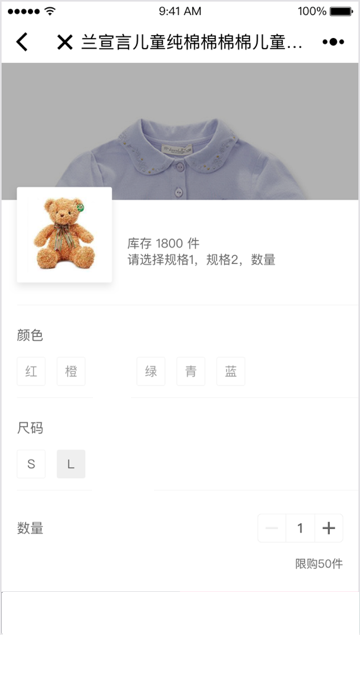 9:41 AM
100%
兰宣言儿童纯棉棉棉棉儿童...
库存 1800 件
请选择规格1，规格2，数量
颜色
红 橙 绿 青 蓝
尺码
S L
数量
1
限购50件